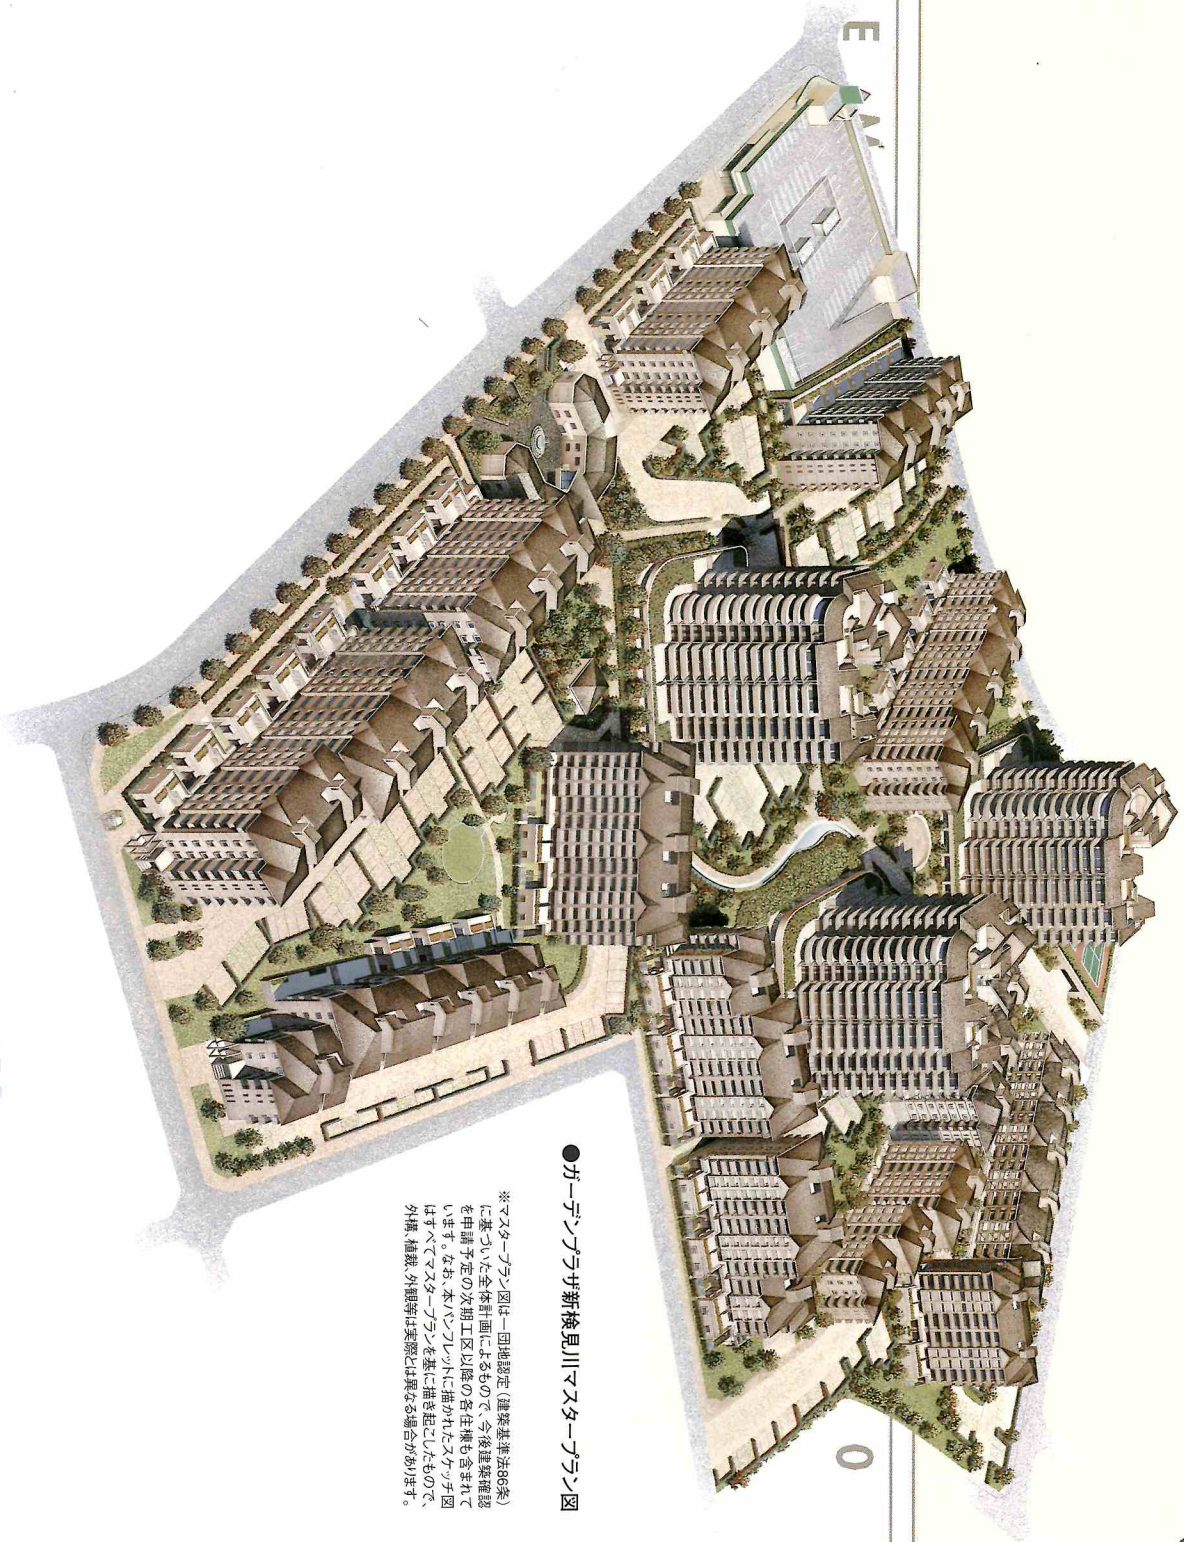 ●ガーデンプラザ新検見川マスタープラン図
※マスタープラン図は一団地認定(建築基準法86条)
に基づいた全体計画によるもので、今後建築確認
を申請予定の次期工区以降の各住棟も含まれて
います。なお、本パンフレットに描かれたスケッチ図
はすべてマスタープランを基に描き起こしたもので、
外構、植栽、外観等は実際とは異なる場合があります。
E
O